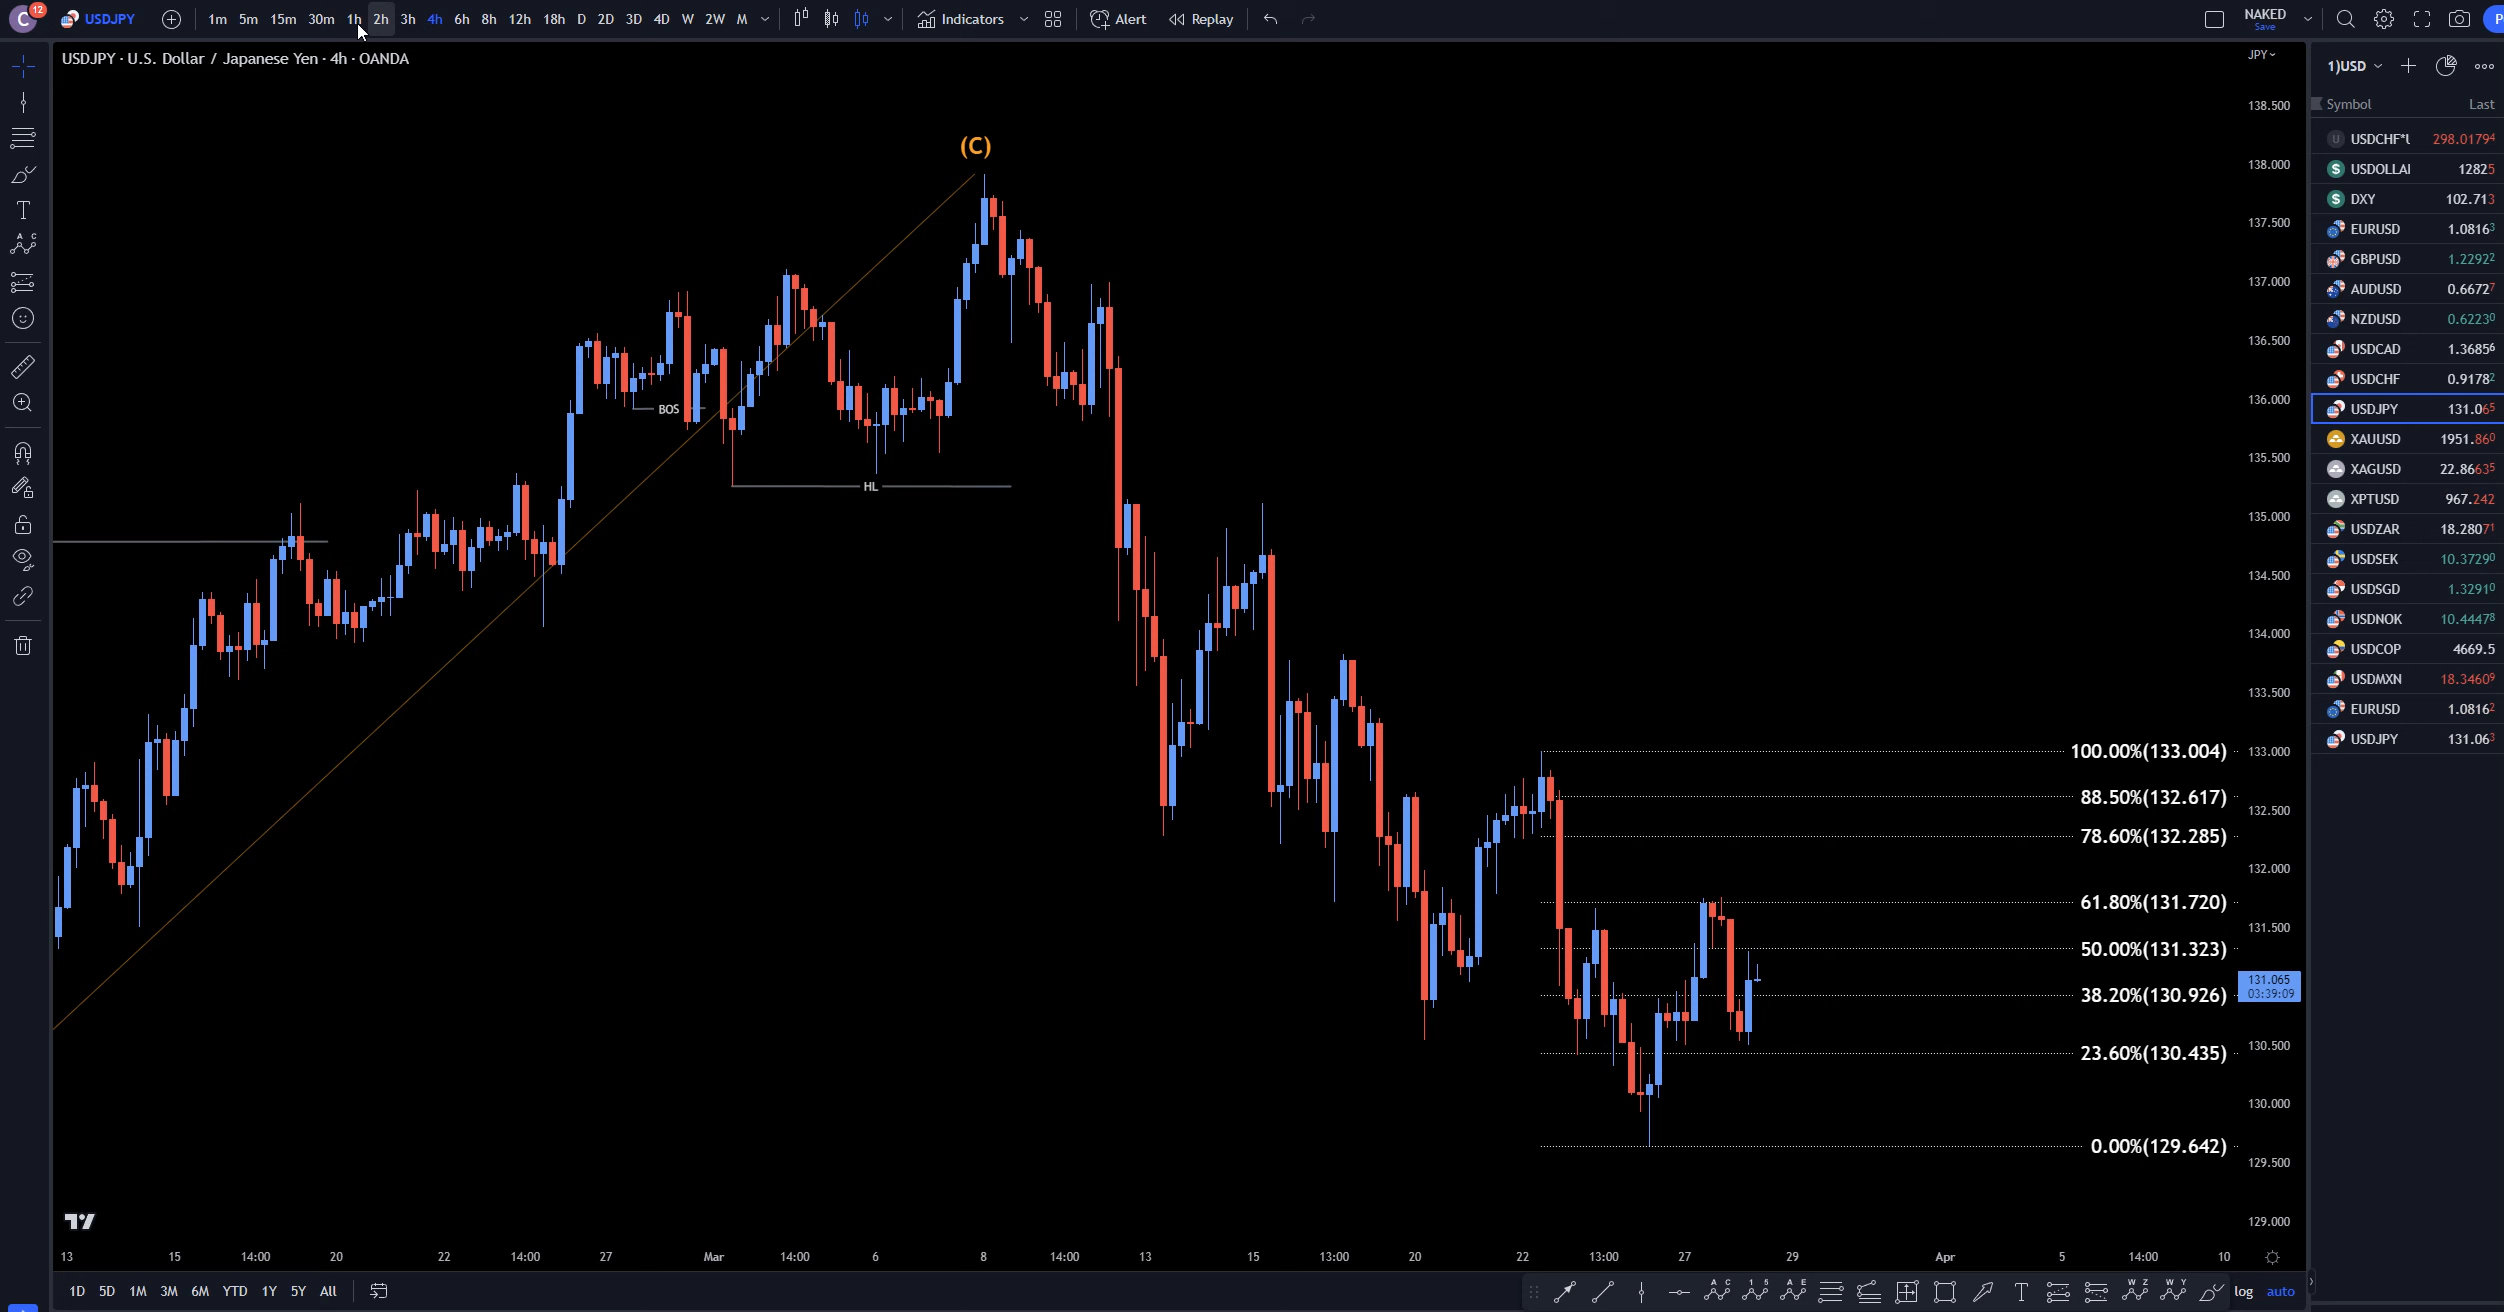 C 12 USDJPY 1m 5m 15m 30m 1h 2h 3h 4h 6h 8h 12h 18h D 2D 3D 4D W 2W M Indicators Alert Replay NAKED
Save
USDJPY · U.S. Dollar / Japanese Yen · 4h · OANDA
JPY
1)USD
Symbol Last
USDCHF*U 298.01794
USDOLLAI 12825
DXY 102.713
EURUSD 1.08163
GBPUSD 1.22922
AUDUSD 0.66727
NZDUSD 0.62230
USDCAD 1.36856
USDCHF 0.91782
USDJPY 131.065
XAUUSD 1951.860
XAGUSD 22.86635
XPTUSD 967.242
USDZAR 18.28071
USDSEK 10.37290
USDSGD 1.32910
USDNOK 10.44478
USDCOP 4669.5
USDMXN 18.34609
EURUSD 1.08162
USDJPY 131.063
(C)
BOS
HL
138.500
138.000
137.500
137.000
136.500
136.000
135.500
135.000
134.500
134.000
133.500
133.000
132.500
132.000
131.500
131.065
03:39:09
130.500
130.000
129.500
129.000
100.00%(133.004)
88.50%(132.617)
78.60%(132.285)
61.80%(131.720)
50.00%(131.323)
38.20%(130.926)
23.60%(130.435)
0.00%(129.642)
13 15 14:00 20 22 14:00 27 Mar 14:00 6 8 14:00 13 15 13:00 20 22 13:00 27 29 Apr 5 14:00 10
1D 5D 1M 3M 6M YTD 1Y 5Y All log auto